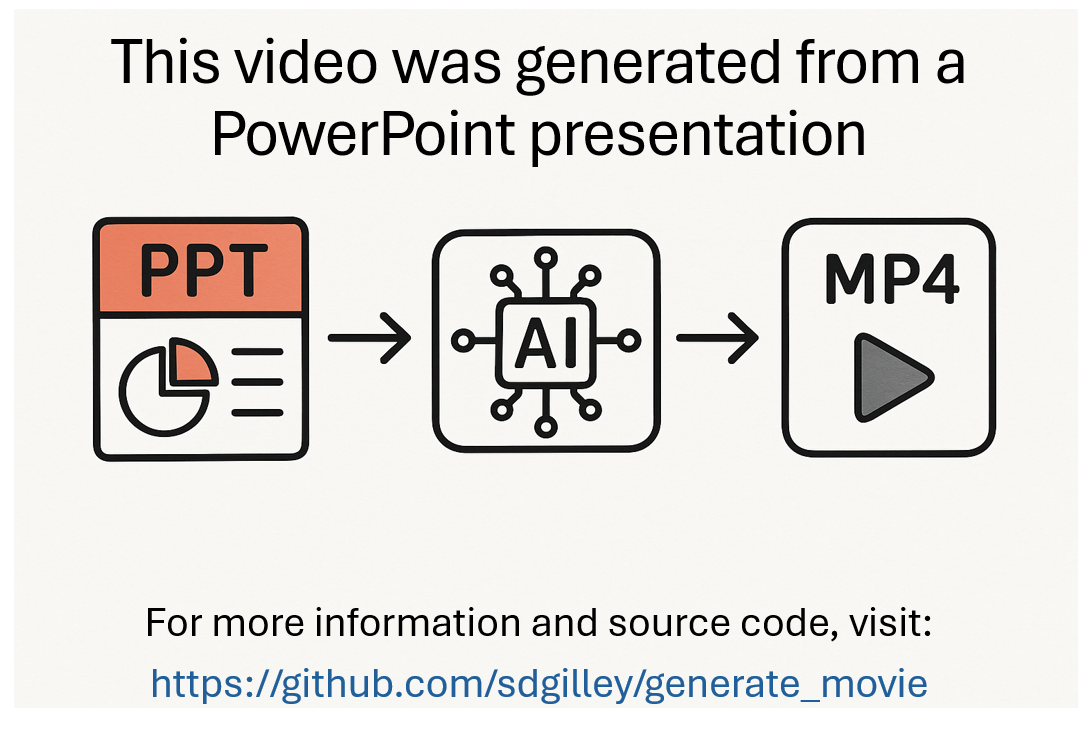 This video was generated from a
PowerPoint presentation
PPT
AI
MP4
For more information and source code, visit:
https://github.com/sdgilley/generate_movie